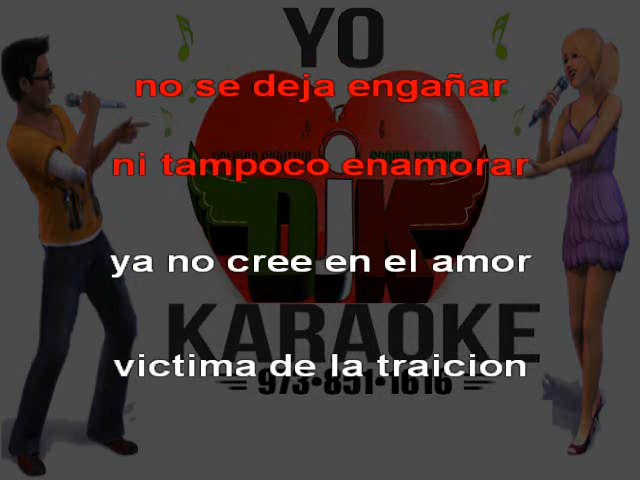 YO
no se deja engañar
ni tampoco enamorar
ya no cree en el amor
KARAOKE
victima de la traicion
973•851•1616